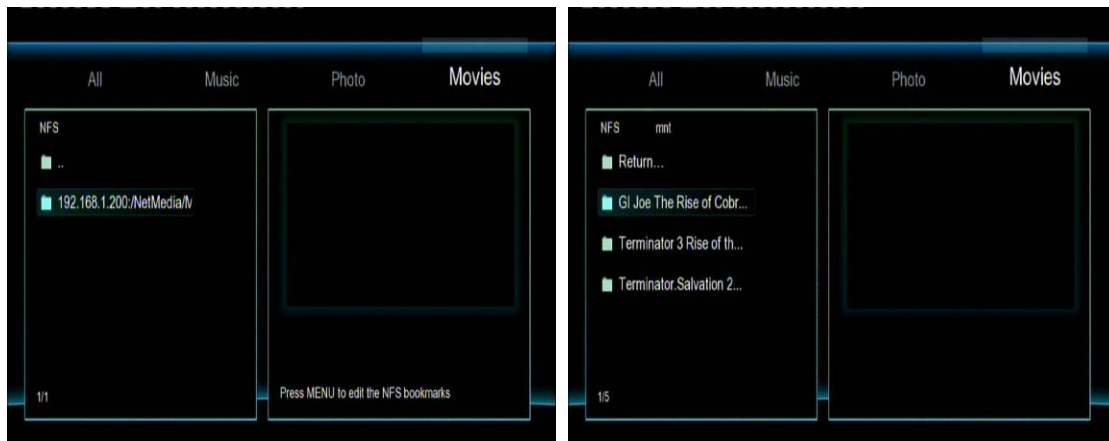 All Music Photo Movies
NFS
..
192.168.1.200:/NetMedia/
1/1
Press MENU to edit the NFS bookmarks
All Music Photo Movies
NFS mnt
Return...
GI Joe The Rise of Cobr...
Terminator 3 Rise of th...
Terminator.Salvation 2...
1/5